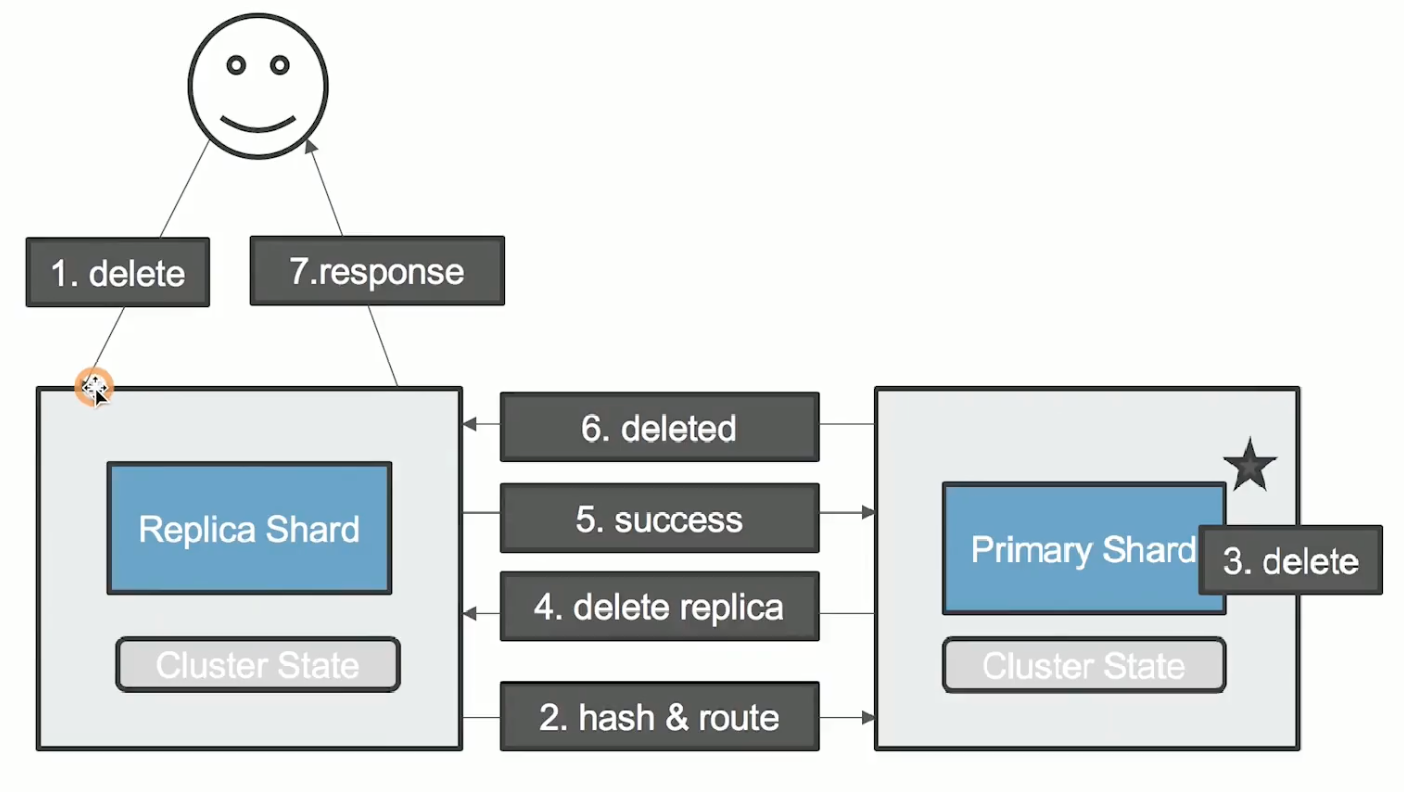 1. delete
7.response
6. deleted
5. success
Replica Shard
Primary Shard
3. delete
4. delete replica
Cluster State
Cluster State
2. hash & route